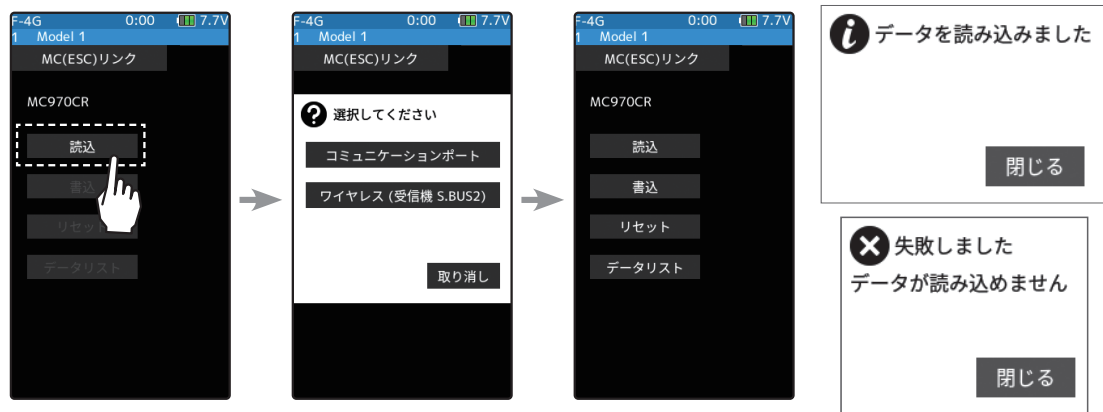 F-4G 0:00 7.7V
1 Model 1
MC(ESC)リンク
MC970CR
読込
書込
リセット
データリスト
F-4G 0:00 7.7V
1 Model 1
MC(ESC)リンク
? 選択してください
コミュニケーションポート
ワイヤレス (受信機 S.BUS2)
取り消し
F-4G 0:00 7.7V
1 Model 1
MC(ESC)リンク
MC970CR
読込
書込
リセット
データリスト
i データを読み込みました
閉じる
失敗しました
データが読み込めません
閉じる